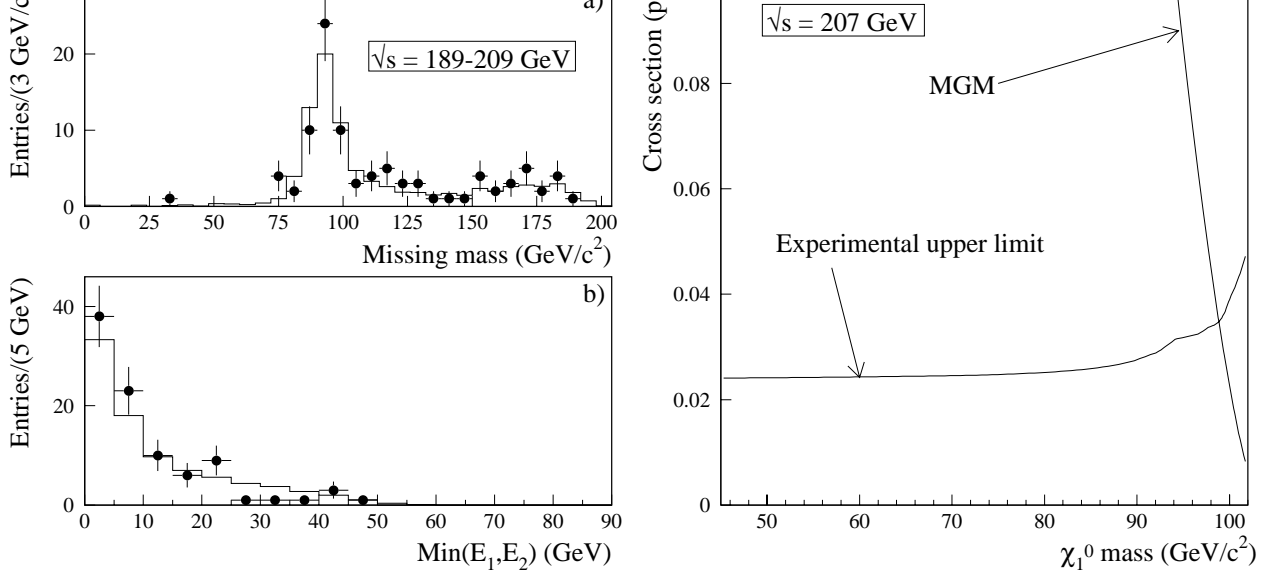 Entries/(3 GeV/c
a)
√s = 189-209 GeV
20
10
0
0 25 50 75 100 125 150 175 200
Missing mass (GeV/c²)
Entries/(5 GeV)
b)
40
20
0
0 10 20 30 40 50 60 70 80 90
Min(E₁,E₂) (GeV)
Cross section (p
√s = 207 GeV
MGM
Experimental upper limit
0.08
0.06
0.04
0.02
0
50 60 70 80 90 100
χ₁⁰ mass (GeV/c²)